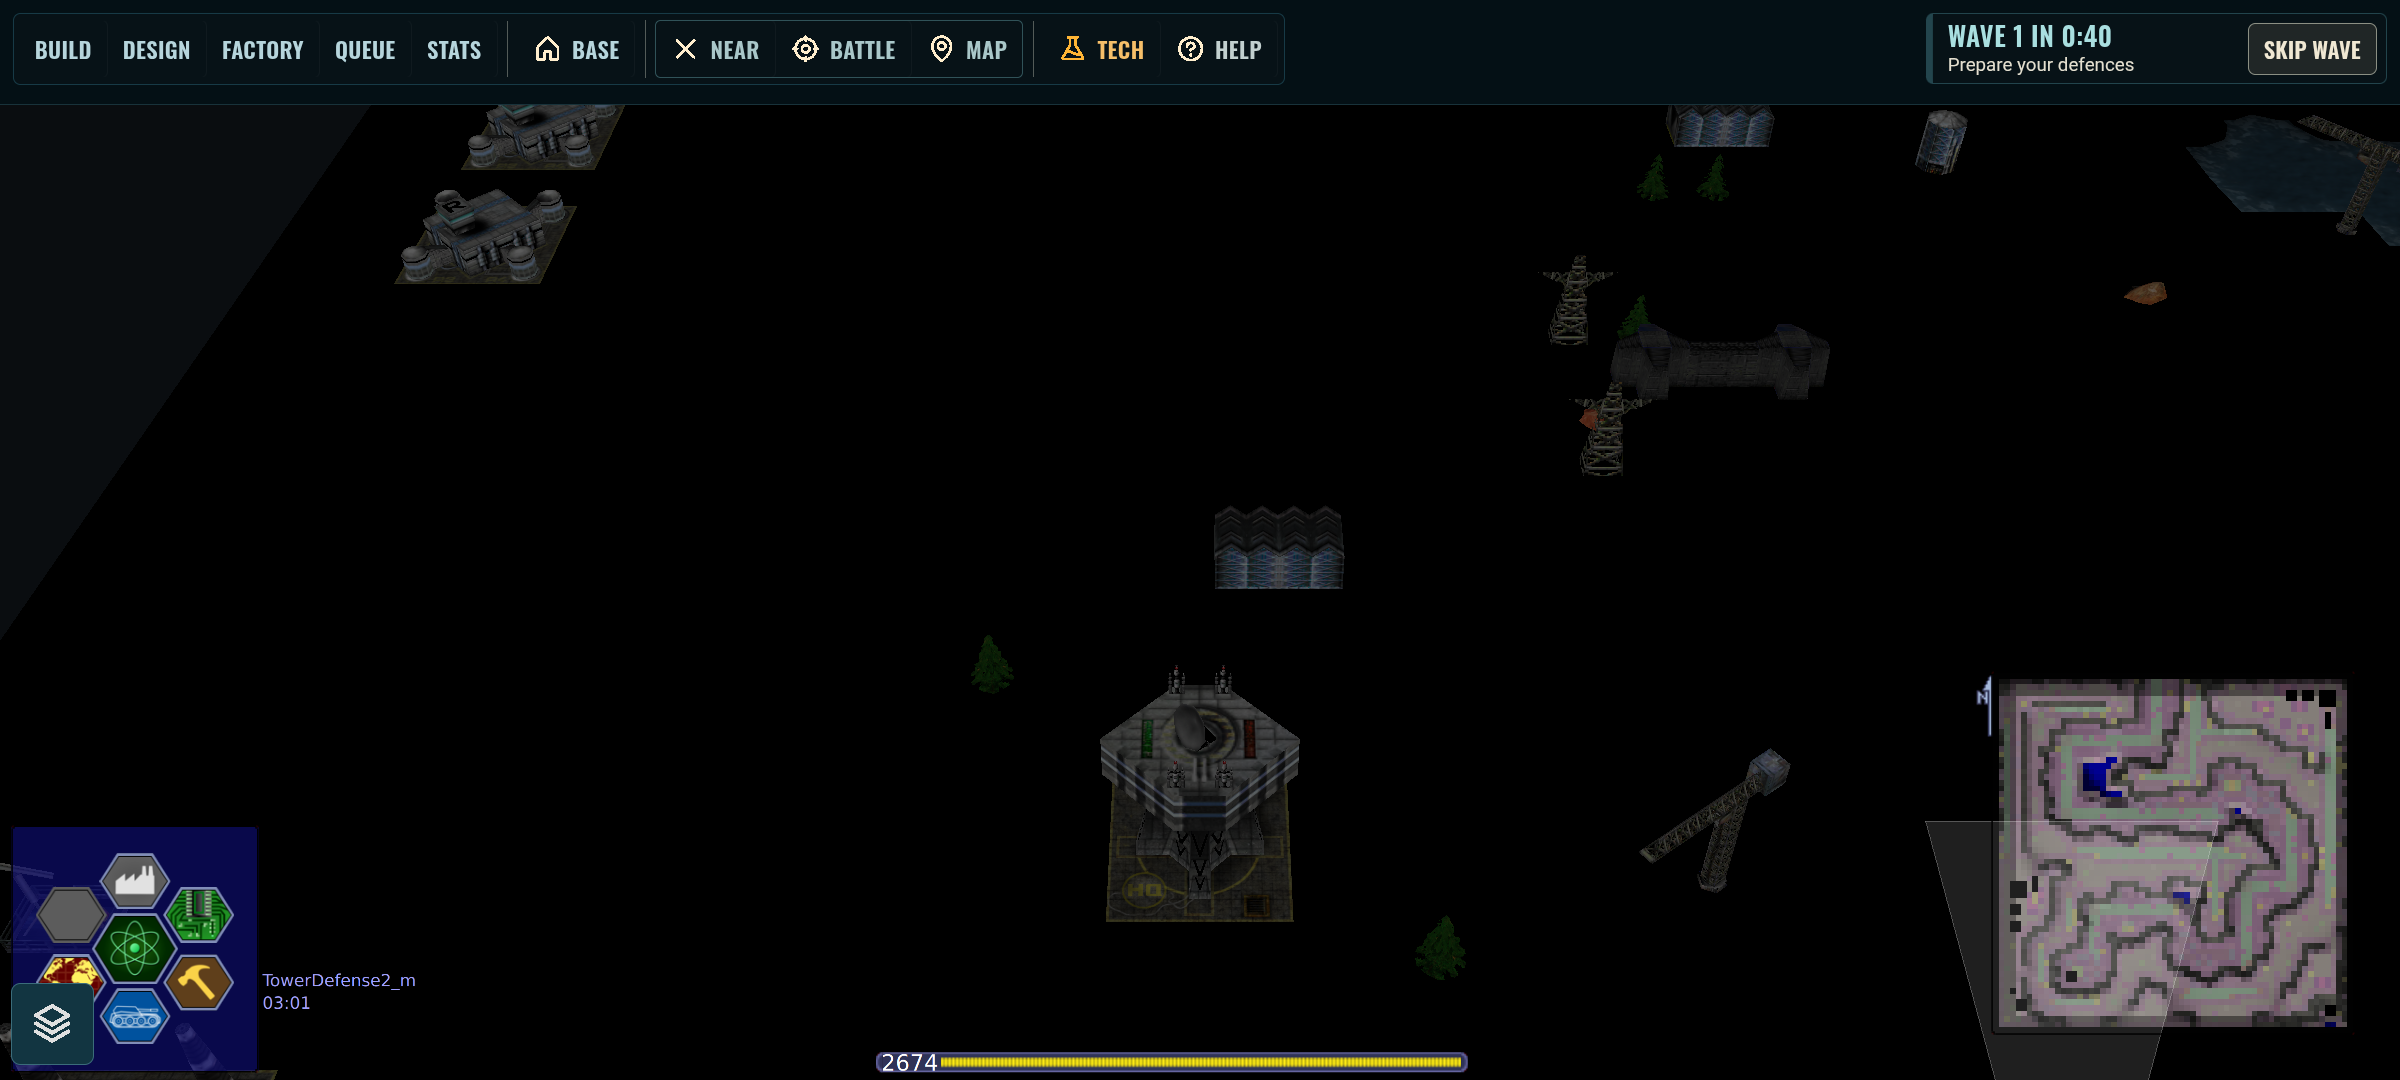 BUILD DESIGN FACTORY QUEUE STATS BASE NEAR BATTLE MAP TECH HELP
WAVE 1 IN 0:40
Prepare your defences
SKIP WAVE
R
N
HQ
TowerDefense2_m
03:01
2674